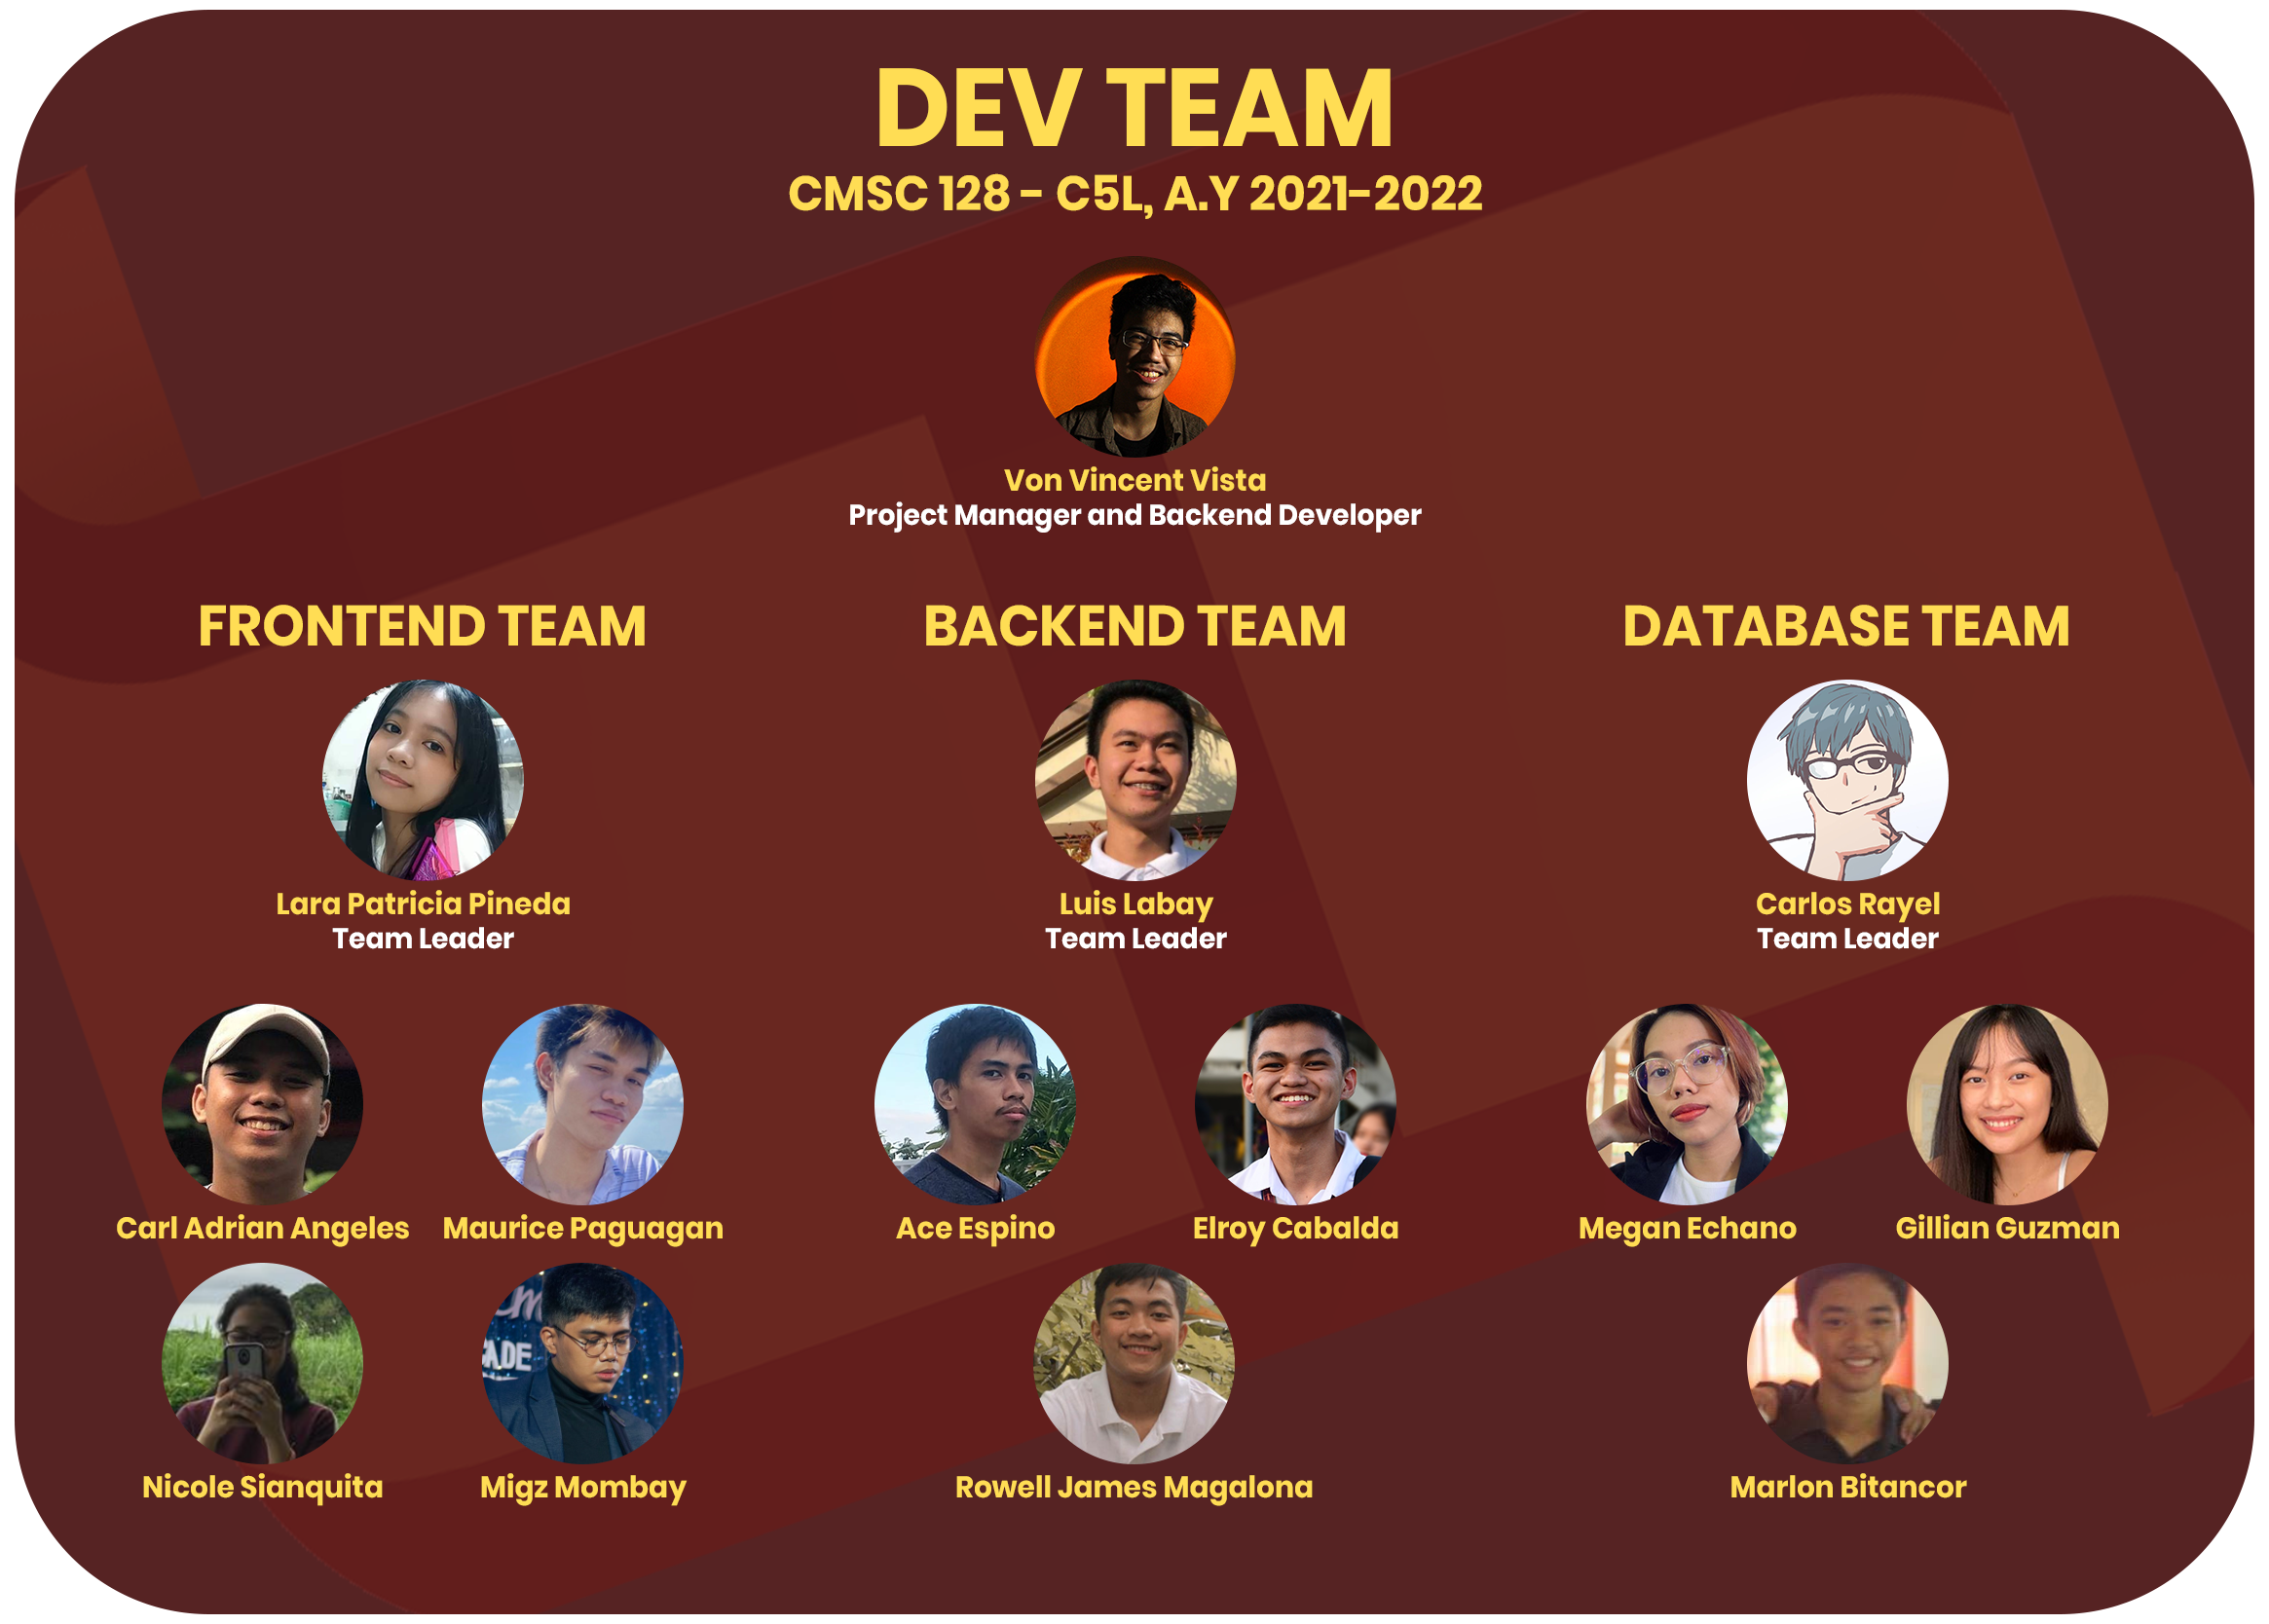 DEV TEAM
CMSC 128 - C5L, A.Y 2021-2022
Von Vincent Vista
Project Manager and Backend Developer
FRONTEND TEAM
Lara Patricia Pineda
Team Leader
Carl Adrian Angeles
Maurice Paguagan
Nicole Sianquita
Migz Mombay
BACKEND TEAM
Luis Labay
Team Leader
Ace Espino
Elroy Cabalda
Rowell James Magalona
DATABASE TEAM
Carlos Rayel
Team Leader
Megan Echano
Gillian Guzman
Marlon Bitancor